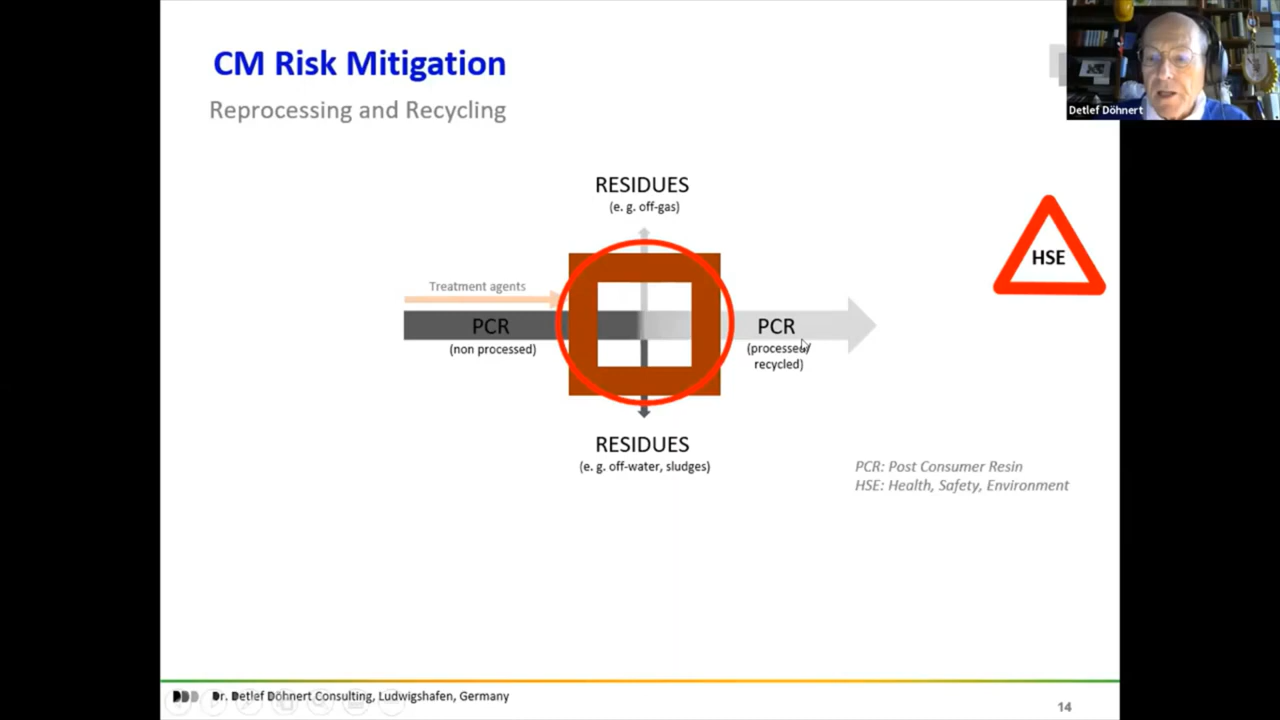 CM Risk Mitigation
Reprocessing and Recycling
Detlef Döhnert
RESIDUES
(e. g. off-gas)
HSE
Treatment agents
PCR
(non processed)
PCR
(processed/
recycled)
RESIDUES
(e. g. off-water, sludges)
PCR: Post Consumer Resin
HSE: Health, Safety, Environment
DDD Dr. Detlef Döhnert Consulting, Ludwigshafen, Germany
14